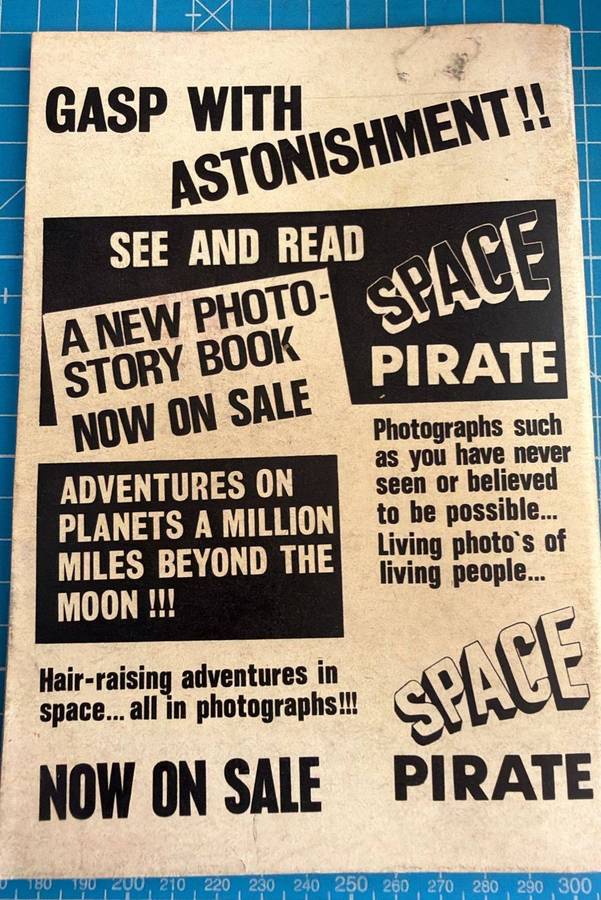 GASP WITH
ASTONISHMENT!!
SEE AND READ
SPACE
PIRATE
A NEW PHOTO-
STORY BOOK
NOW ON SALE
Photographs such
as you have never
seen or believed
to be possible...
Living photo`s of
living people...
ADVENTURES ON
PLANETS A MILLION
MILES BEYOND THE
MOON !!!
Hair-raising adventures in
space... all in photographs!!!
SPACE
PIRATE
NOW ON SALE
180 190 200 210 220 230 240 250 260 270 280 290 300